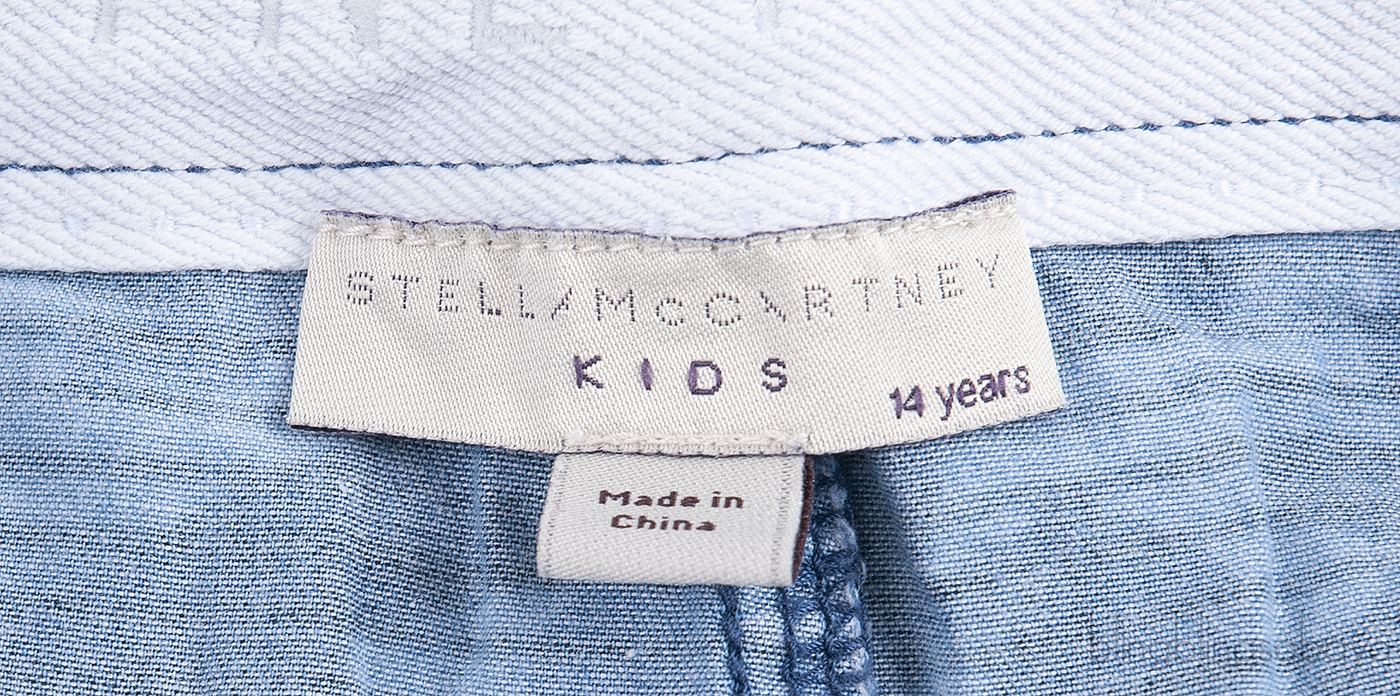 STELLA McCARTNEY
KIDS
14 years
Made in
China